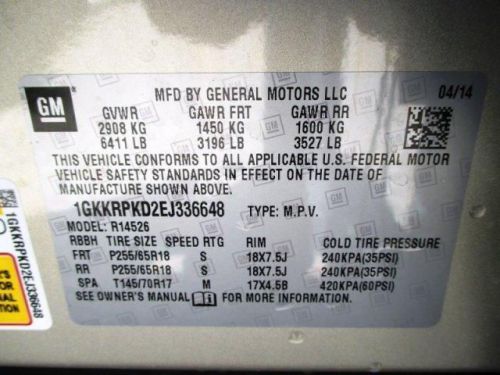 GM
MFD BY GENERAL MOTORS LLC
04/14
GVWR GAWR FRT GAWR RR
2908 KG 1450 KG 1600 KG
6411 LB 3196 LB 3527 LB
THIS VEHICLE CONFORMS TO ALL APPLICABLE U.S. FEDERAL MOTOR
VEHICLE SAFETY STANDARDS IN EFFECT ON THE DATE OF
MANUFACTURE SHOWN ABOVE.
1GKKRPKD2EJ336648 TYPE: M.P.V.
MODEL: R14526
RBBH TIRE SIZE SPEED RTG RIM COLD TIRE PRESSURE
FRT P255/65R18 S 18X7.5J 240KPA(35PSI)
RR P255/65R18 S 18X7.5J 240KPA(35PSI)
SPA T145/70R17 M 17X4.5B 420KPA(60PSI)
SEE OWNER'S MANUAL FOR MORE INFORMATION
1GKKRPKD2EJ336648